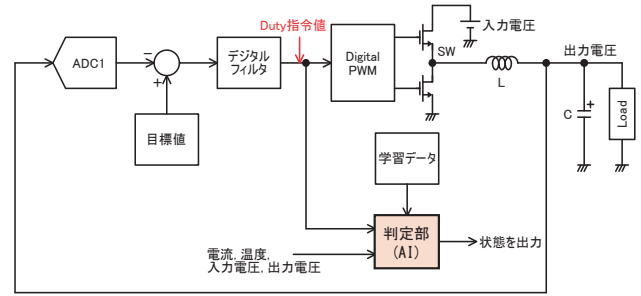 Duty指令値
入力電圧
ADC1
−
+
デジタル
フィルタ
Digital
PWM
SW
L
出力電圧
C
+
Load
目標値
学習データ
判定部
(AI)
状態を出力
電流, 温度,
入力電圧, 出力電圧